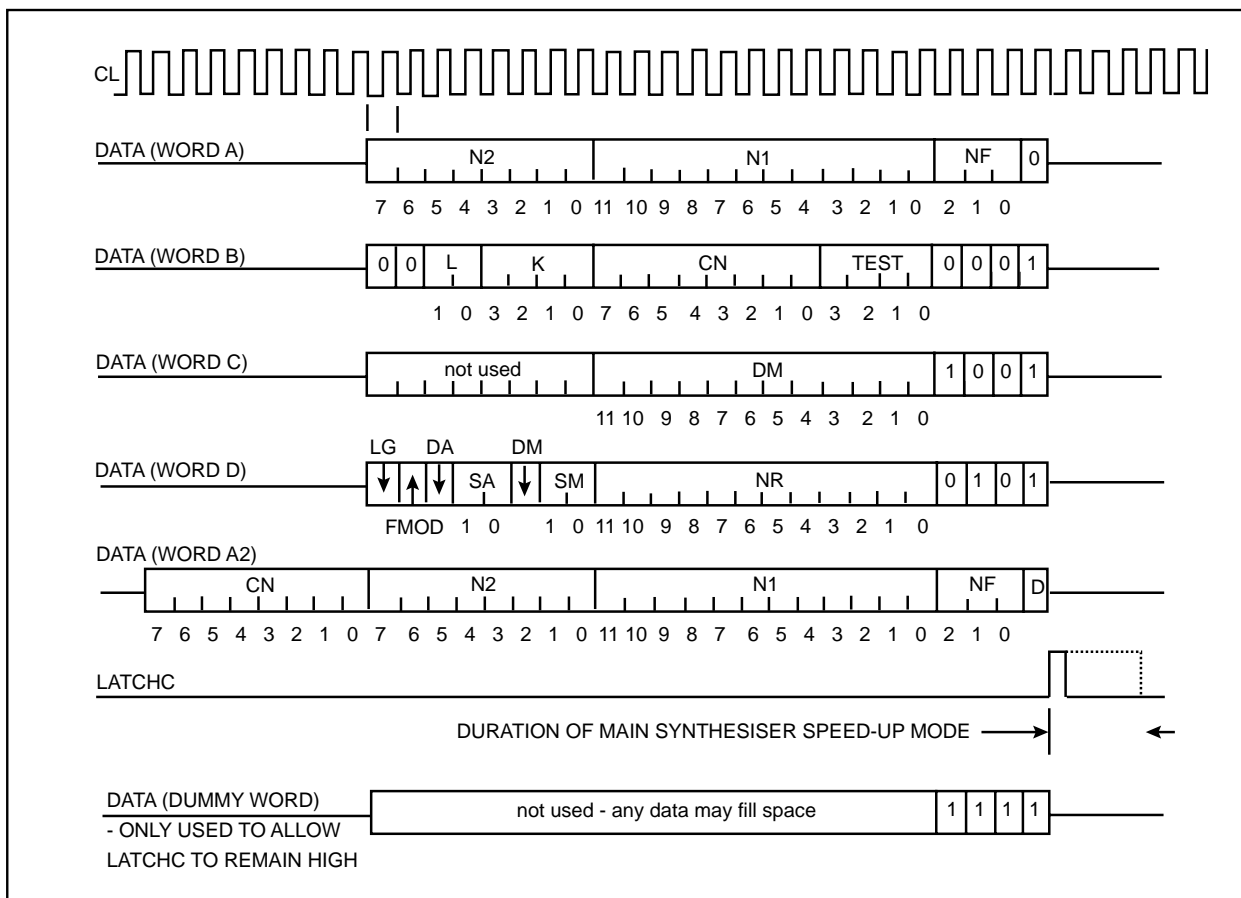 CL
DATA (WORD A) N2 N1 NF 0
7 6 5 4 3 2 1 0 11 10 9 8 7 6 5 4 3 2 1 0 2 1 0
DATA (WORD B) 0 0 L K CN TEST 0 0 0 1
1 0 3 2 1 0 7 6 5 4 3 2 1 0 3 2 1 0
DATA (WORD C) not used DM 1 0 0 1
11 10 9 8 7 6 5 4 3 2 1 0
LG DA DM
DATA (WORD D) SA SM NR 0 1 0 1
FMOD 1 0 1 0 11 10 9 8 7 6 5 4 3 2 1 0
DATA (WORD A2)
CN N2 N1 NF D
7 6 5 4 3 2 1 0 7 6 5 4 3 2 1 0 11 10 9 8 7 6 5 4 3 2 1 0 2 1 0
LATCHC
DURATION OF MAIN SYNTHESISER SPEED-UP MODE
DATA (DUMMY WORD) not used - any data may fill space 1 1 1 1
- ONLY USED TO ALLOW
LATCHC TO REMAIN HIGH